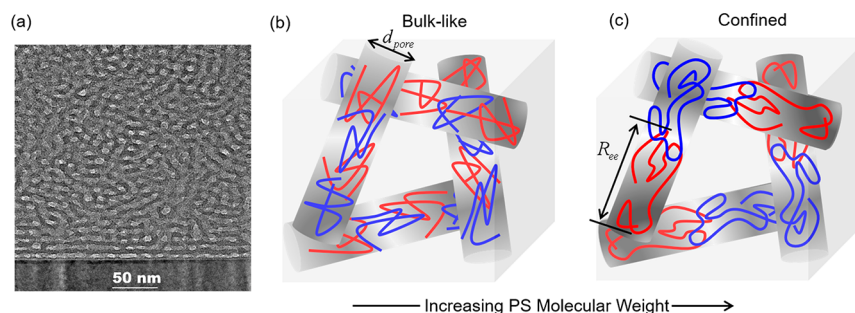 (a)
(b)
Bulk-like
(c)
Confined
d_pore
R_ee
50 nm
Increasing PS Molecular Weight